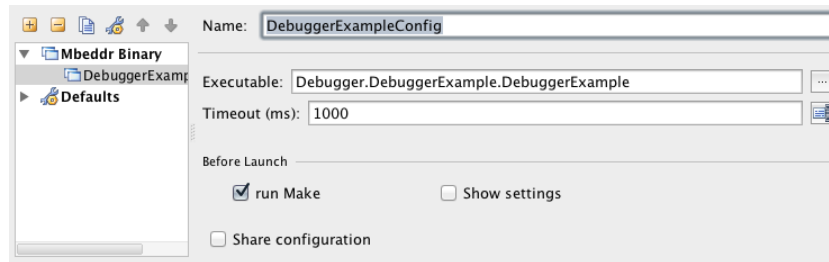 Name: DebuggerExampleConfig
Mbeddr Binary
DebuggerExamp
Defaults
Executable: Debugger.DebuggerExample.DebuggerExample ...
Timeout (ms): 1000
Before Launch
run Make Show settings
Share configuration